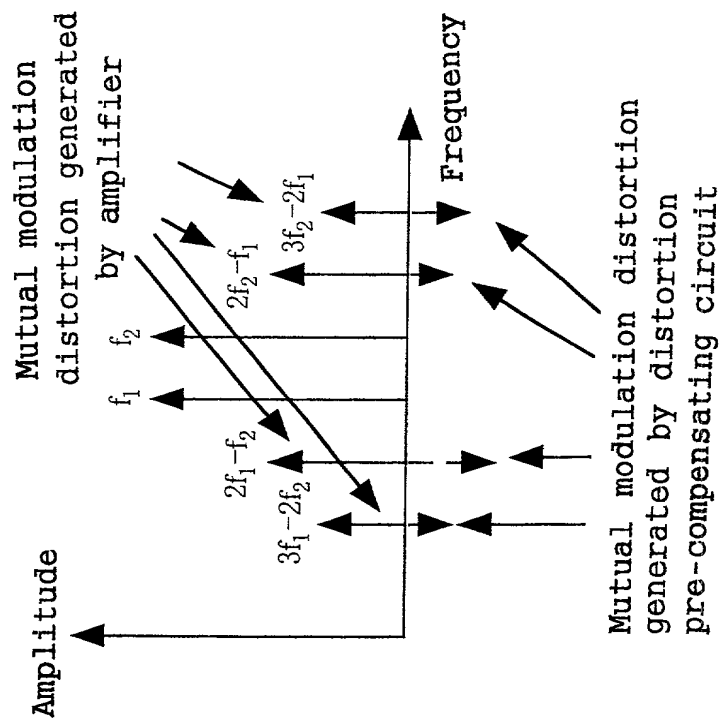 Mutual modulation
distortion generated
by amplifier
Amplitude
3f₁−2f₂
2f₁−f₂
f₁
f₂
2f₂−f₁
3f₂−2f₁
Frequency
Mutual modulation distortion
generated by distortion
pre-compensating circuit